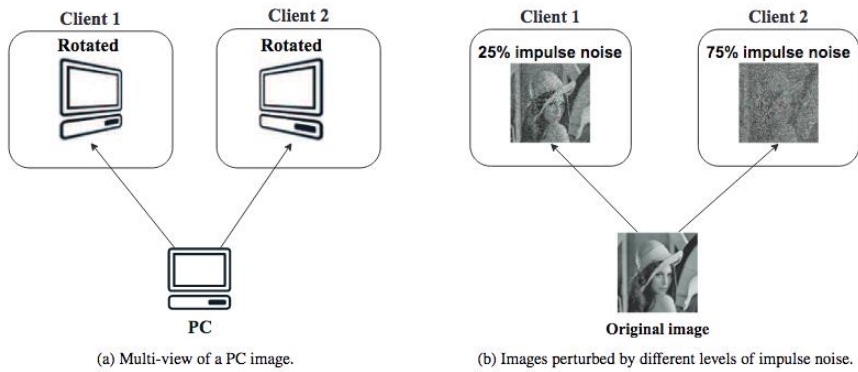 Client 1
Client 2
Rotated
Rotated
PC
(a) Multi-view of a PC image.
Client 1
Client 2
25% impulse noise
75% impulse noise
Original image
(b) Images perturbed by different levels of impulse noise.